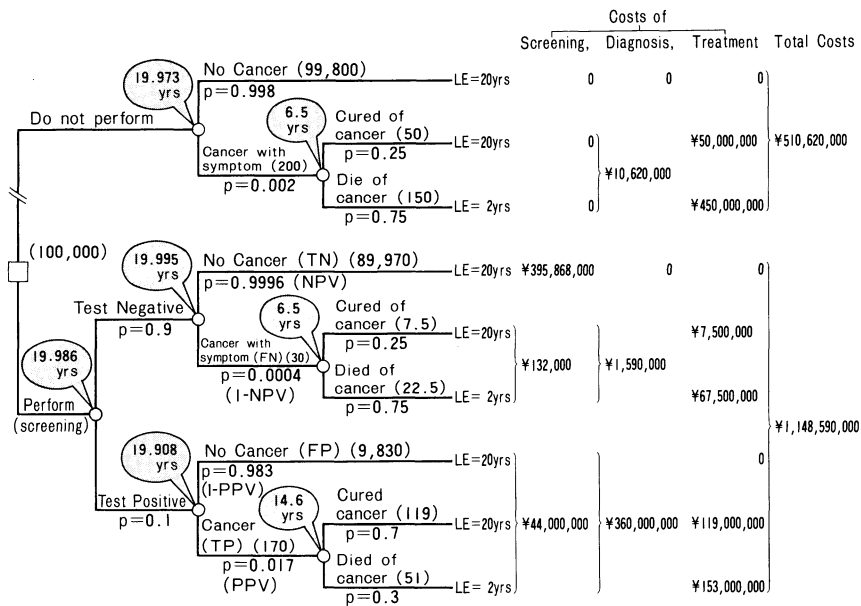 Costs of
Screening, Diagnosis, Treatment Total Costs
19.973 yrs
No Cancer (99,800)
p=0.998
LE=20yrs 0 0 0
Do not perform
6.5 yrs
Cured of
cancer (50)
p=0.25
LE=20yrs 0 ¥50,000,000
¥510,620,000
Cancer with
symptom (200)
p=0.002
¥10,620,000
Die of
cancer (150)
p=0.75
LE= 2yrs 0 ¥450,000,000
(100,000)
19.995 yrs
No Cancer (TN) (89,970)
p=0.9996 (NPV)
LE=20yrs ¥395,868,000 0 0
Test Negative
p=0.9
6.5 yrs
Cured of
cancer (7.5)
p=0.25
LE=20yrs ¥7,500,000
Cancer with
symptom (FN)(30)
p=0.0004
(I-NPV)
¥132,000 ¥1,590,000
Died of
cancer (22.5)
p=0.75
LE= 2yrs ¥67,500,000
19.986 yrs
Perform
(screening)
¥1,148,590,000
19.908 yrs
No Cancer (FP) (9,830)
p=0.983
(I-PPV)
LE=20yrs 0
Test Positive
p=0.1
14.6 yrs
Cured
cancer (119)
p=0.7
LE=20yrs ¥44,000,000 ¥360,000,000 ¥119,000,000
Cancer
(TP) (170)
p=0.017
(PPV)
Died of
cancer (51)
p=0.3
LE= 2yrs ¥153,000,000